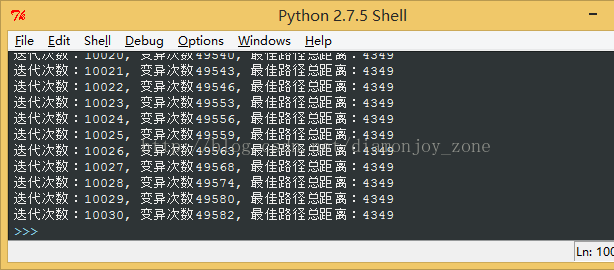 Python 2.7.5 Shell
File Edit Shell Debug Options Windows Help
迭代次数：10020, 变异次数49540, 最佳路径总距离：4349
迭代次数：10021, 变异次数49543, 最佳路径总距离：4349
迭代次数：10022, 变异次数49546, 最佳路径总距离：4349
迭代次数：10023, 变异次数49553, 最佳路径总距离：4349
迭代次数：10024, 变异次数49556, 最佳路径总距离：4349
迭代次数：10025, 变异次数49559, 最佳路径总距离：4349
迭代次数：10026, 变异次数49563, 最佳路径总距离：4349
迭代次数：10027, 变异次数49568, 最佳路径总距离：4349
迭代次数：10028, 变异次数49574, 最佳路径总距离：4349
迭代次数：10029, 变异次数49580, 最佳路径总距离：4349
迭代次数：10030, 变异次数49582, 最佳路径总距离：4349
>>>
Ln: 100